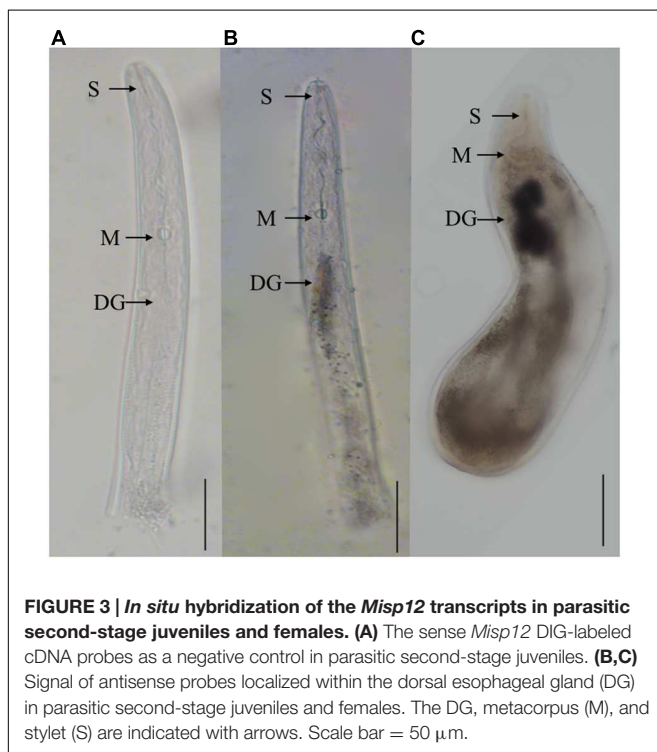 A B C
S
M
DG
S
M
DG
S
M
DG
FIGURE 3 | In situ hybridization of the Misp12 transcripts in parasitic
second-stage juveniles and females. (A) The sense Misp12 DIG-labeled
cDNA probes as a negative control in parasitic second-stage juveniles. (B,C)
Signal of antisense probes localized within the dorsal esophageal gland (DG)
in parasitic second-stage juveniles and females. The DG, metacorpus (M), and
stylet (S) are indicated with arrows. Scale bar = 50 μm.